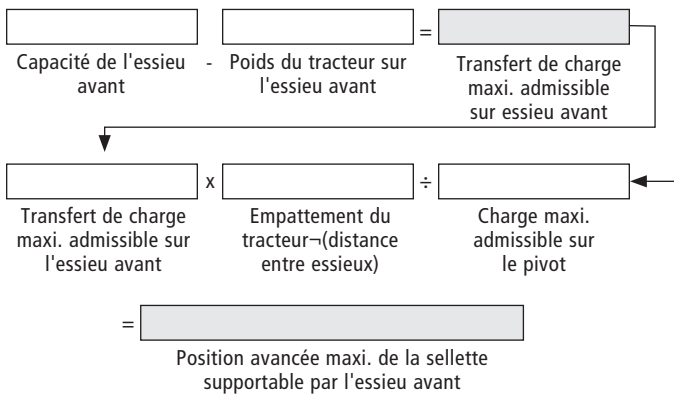 =
Capacité de l'essieu
avant
-
Poids du tracteur sur
l'essieu avant
Transfert de charge
maxi. admissible
sur essieu avant
x
÷
Transfert de charge
maxi. admissible sur
l'essieu avant
Empattement du
tracteur¬(distance
entre essieux)
Charge maxi.
admissible sur
le pivot
=
Position avancée maxi. de la sellette
supportable par l'essieu avant